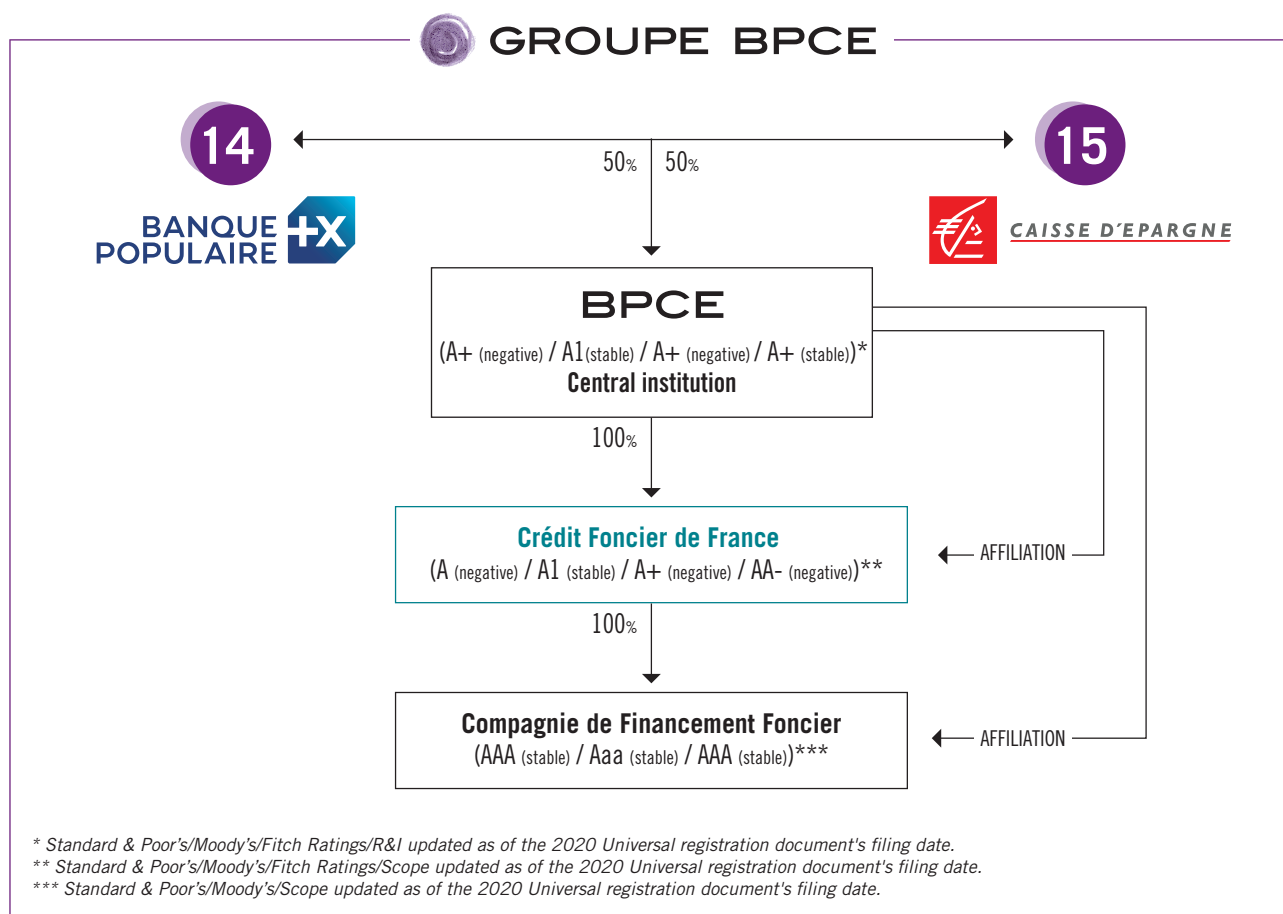 GROUPE BPCE
14
15
50% 50%
BANQUE
POPULAIRE
+X
CAISSE D'EPARGNE
BPCE
(A+ (negative) / A1(stable) / A+ (negative) / A+ (stable))*
Central institution
100%
Crédit Foncier de France
(A (negative) / A1 (stable) / A+ (negative) / AA- (negative))**
AFFILIATION
100%
Compagnie de Financement Foncier
(AAA (stable) / Aaa (stable) / AAA (stable))***
AFFILIATION
* Standard & Poor's/Moody's/Fitch Ratings/R&I updated as of the 2020 Universal registration document's filing date.
** Standard & Poor's/Moody's/Fitch Ratings/Scope updated as of the 2020 Universal registration document's filing date.
*** Standard & Poor's/Moody's/Scope updated as of the 2020 Universal registration document's filing date.